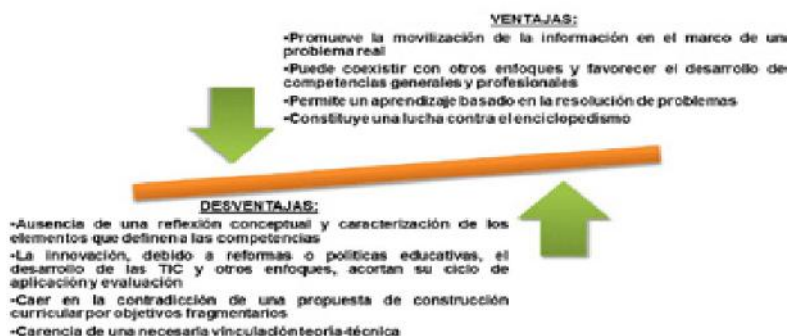 VENTAJAS:
•Promueve la movilización de la información en el marco de una
problema real
•Puede coexistir con otros enfoques y favorecer el desarrollo de
competencias generales y profesionales
•Permite un aprendizaje basado en la resolución de problemas
•Constituye una lucha contra el enciclopedismo
DESVENTAJAS:
•Ausencia de una reflexión conceptual y caracterización de los
elementos que definen a las competencias
•La innovación, debido a reformas o políticas educativas, el
desarrollo de las TIC y otros enfoques, acortan su ciclo de
aplicación y evaluación
•Caer en la contradicción de una propuesta de construcción
curricular por objetivos fragmentarios
•Carencia de una necesaria vinculación teoría-técnica